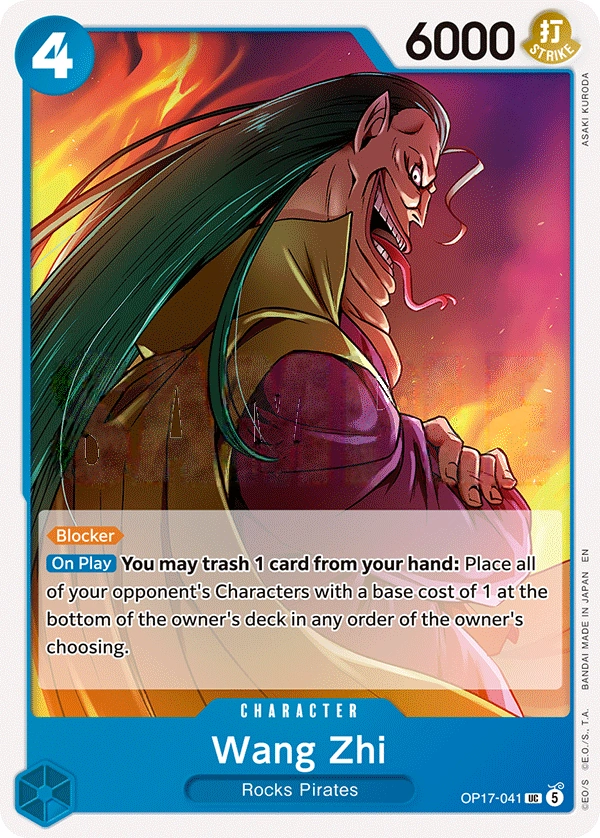 4
6000
打
STRIKE
ASAKI KURODA
Blocker
On Play You may trash 1 card from your hand: Place all
of your opponent's Characters with a base cost of 1 at the
bottom of the owner's deck in any order of the owner's
choosing.
CHARACTER
Wang Zhi
Rocks Pirates
OP17-041 UC 5
©EO/S ©E.O./S., T.A. BANDAI MADE IN JAPAN EN